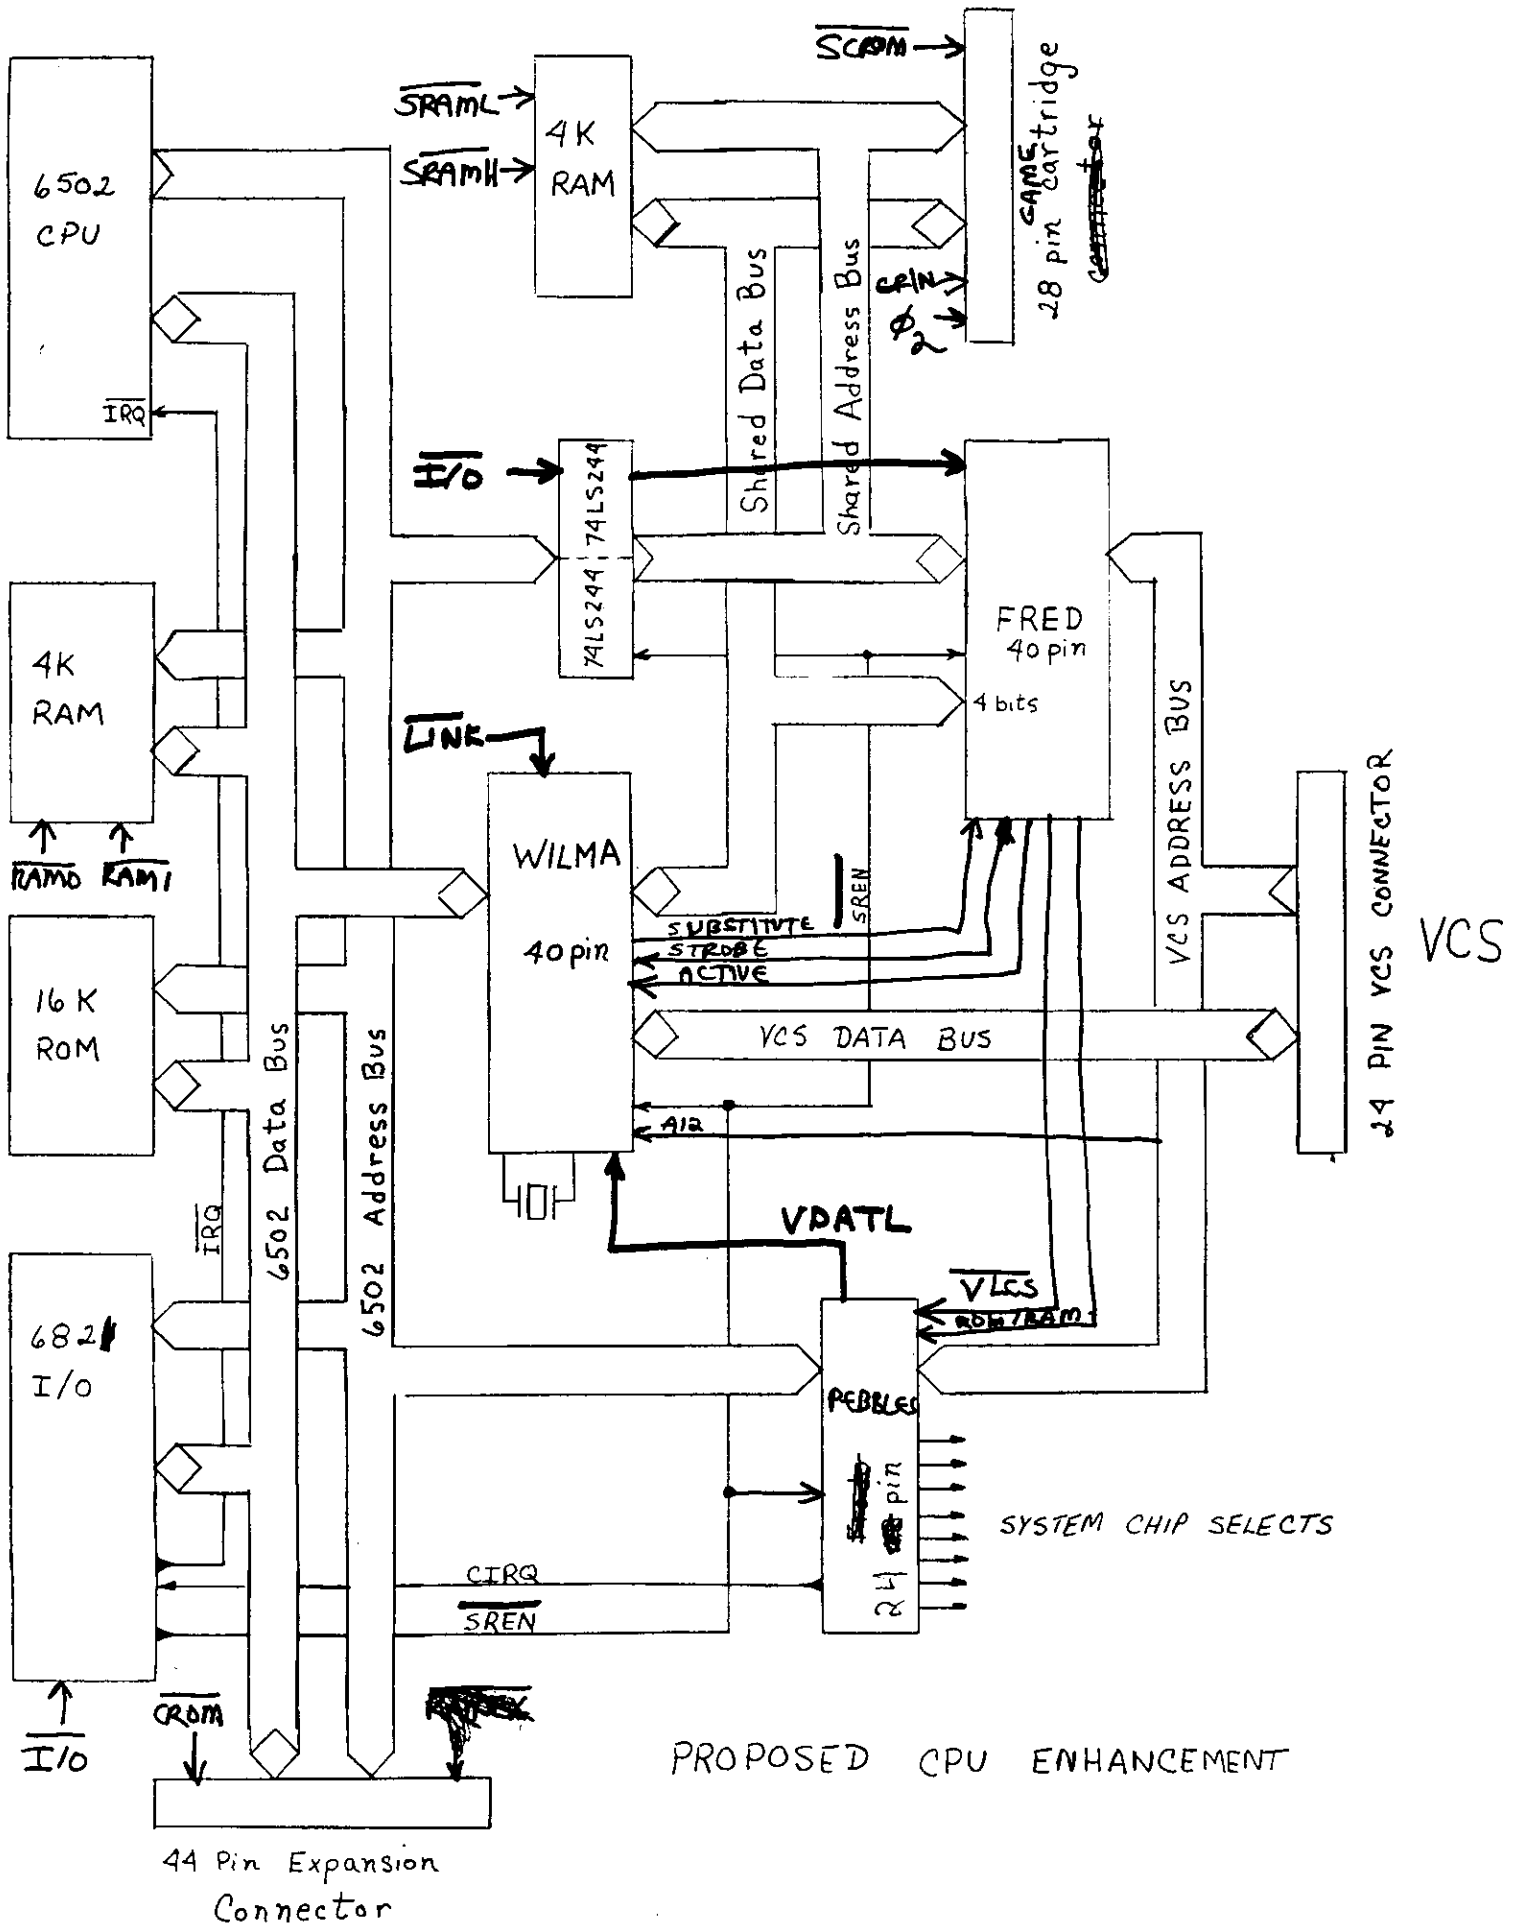 SCROM
SRAML
SRAMH
4K
RAM
28 pin GAME cartridge
CRIN
Ø2
6502
CPU
IRQ
Shared Data Bus
Shared Address Bus
I/O
74LS244
74LS244
FRED
40 pin
4 bits
4K
RAM
RAM0
RAM1
LINK
WILMA
40 pin
SUBSTITUTE
STROBE
ACTIVE
SREN
VCS ADDRESS BUS
24 PIN VCS CONNECTOR
VCS
16 K
ROM
VCS DATA BUS
A12
6502 Data Bus
6502 Address Bus
IRQ
VDATL
VLCS
ROM/RAM
6821
I/O
PEBBLES
24 pin
SYSTEM CHIP SELECTS
CIRQ
SREN
I/O
CROM
PROPOSED CPU ENHANCEMENT
44 Pin Expansion
Connector